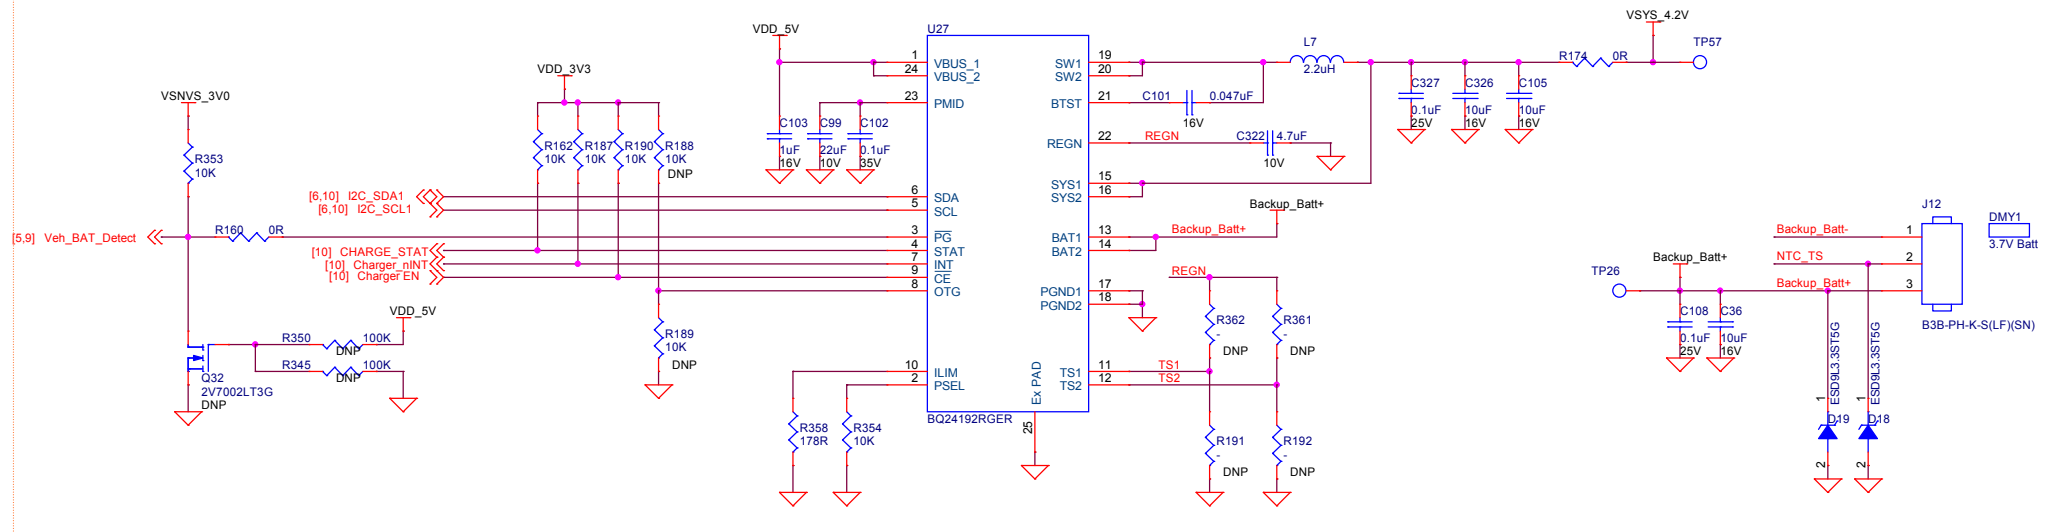 VSNVS_3V0
R353
10K
[5,9] Veh_BAT_Detect
R160 0R
VDD_3V3
R162
10K
R187
10K
R190
10K
R188
10K
DNP
[6,10] I2C_SDA1
[6,10] I2C_SCL1
[10] CHARGE_STAT
[10] Charger_nINT
[10] Charger EN
R189
10K
DNP
VDD_5V
R350 100K
DNP
R345 100K
DNP
Q32
2V7002LT3G
DNP
VDD_5V
C103
1uF
16V
C99
22uF
10V
C102
0.1uF
35V
U27
1 VBUS_1
24 VBUS_2
23 PMID
6 SDA
5 SCL
3 PG
4 STAT
7 INT
9 CE
8 OTG
10 ILIM
2 PSEL
SW1 19
SW2 20
BTST 21
REGN 22
SYS1 15
SYS2 16
BAT1 13
BAT2 14
PGND1 17
PGND2 18
TS1 11
TS2 12
Ex PAD
25
BQ24192RGER
R358
178R
R354
10K
L7
2.2uH
C101 0.047uF
16V
REGN
C322 4.7uF
10V
Backup_Batt+
Backup_Batt+
REGN
R362
-
DNP
R361
-
DNP
TS1
TS2
R191
-
DNP
R192
-
DNP
C327
0.1uF
25V
C326
10uF
16V
C105
10uF
16V
R174 0R
VSYS_4.2V
TP57
TP26
Backup_Batt+
C108
0.1uF
25V
C36
10uF
16V
Backup_Batt-
NTC_TS
Backup_Batt+
J12
1
2
3
B3B-PH-K-S(LF)(SN)
DMY1
3.7V Batt
ESD9L3.3ST5G
1
D19
2
ESD9L3.3ST5G
1
D18
2